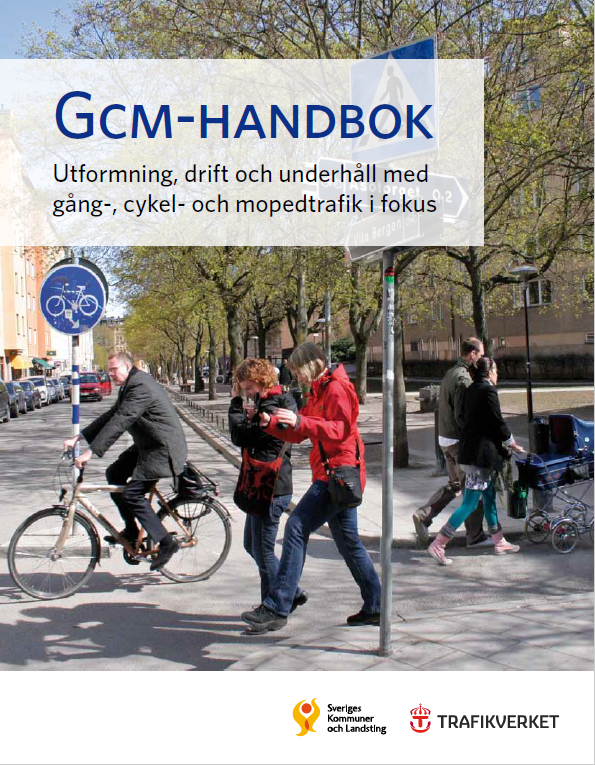 GCM-HANDBOK
Utformning, drift och underhåll med
gång-, cykel- och mopedtrafik i fokus
Sveriges
Kommuner
och Landsting
TRAFIKVERKET